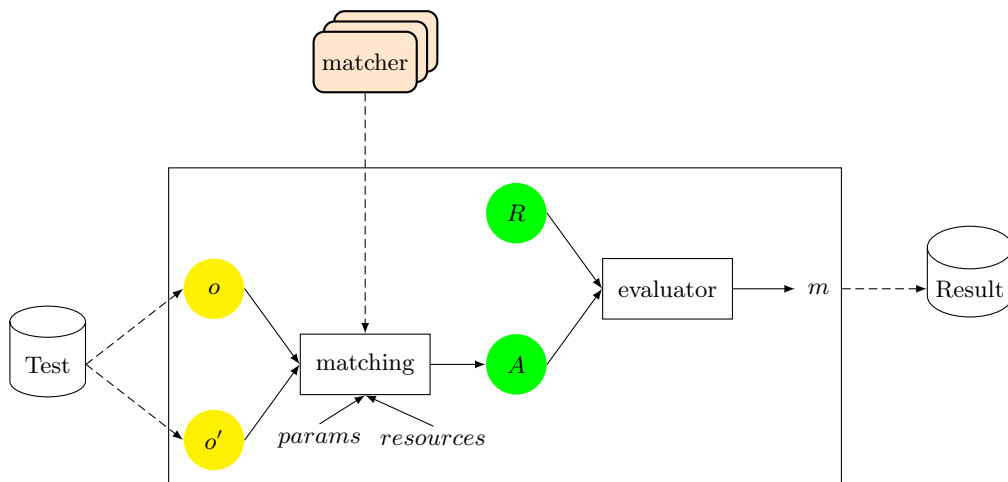 matcher
R
o
evaluator
m
Result
Test
matching
A
o'
params
resources